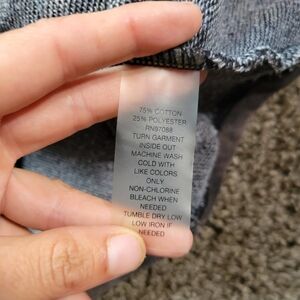 75% COTTON
25% POLYESTER
RN97088
TURN GARMENT
INSIDE OUT
MACHINE WASH
COLD WITH
LIKE COLORS
ONLY
NON-CHLORINE
BLEACH WHEN
NEEDED
TUMBLE DRY LOW
LOW IRON IF
NEEDED